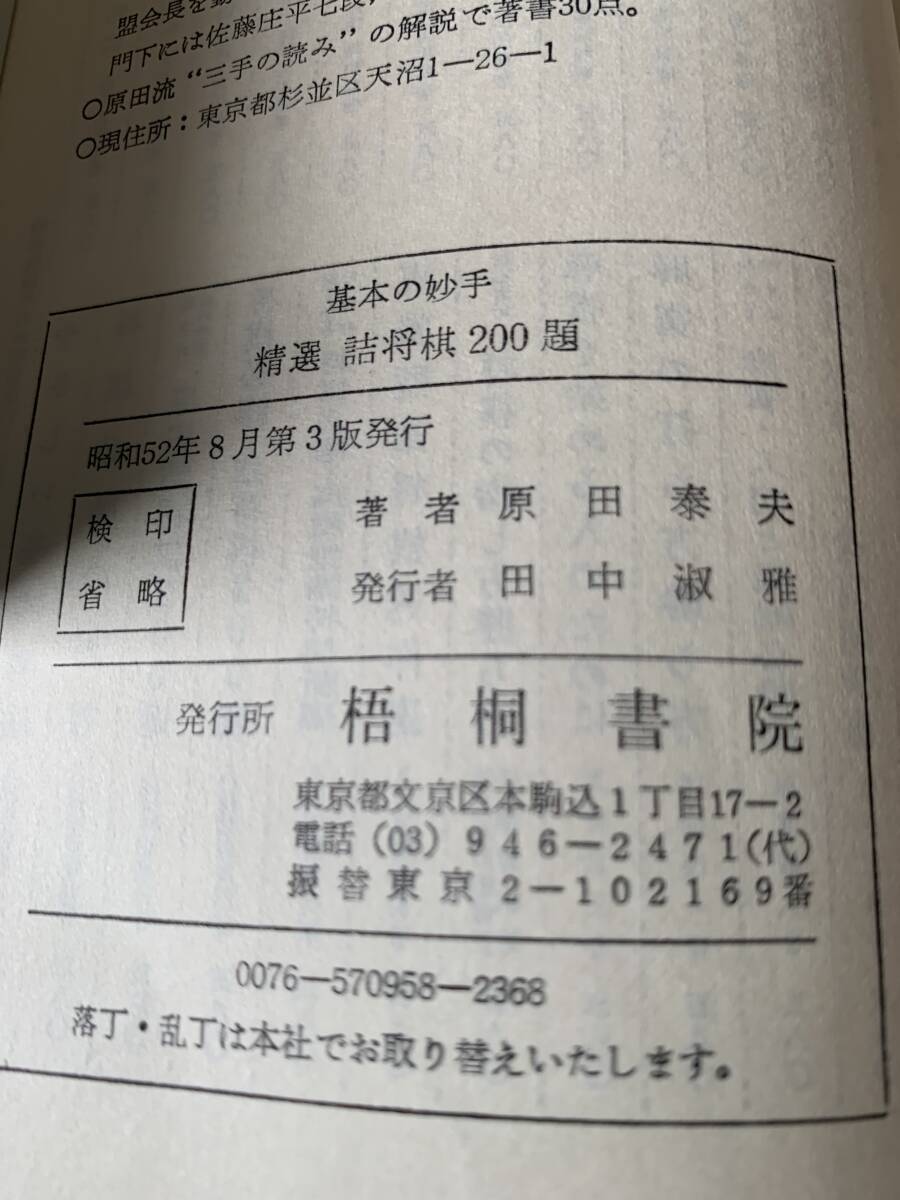 盟会長を
門下には佐藤庄平七段,
○原田流“三手の読み”の解説で著書30点。
○現住所：東京都杉並区天沼1—26—1
基本の妙手
精選 詰将棋200題
昭和52年8月第3版発行
検印
省略
著者 原田泰夫
発行者 田中淑雅
発行所 梧桐書院
東京都文京区本駒込1丁目17—2
電話（03）946—2471（代）
振替東京2—102169番
0076—570958—2368
落丁・乱丁は本社でお取り替えいたします。